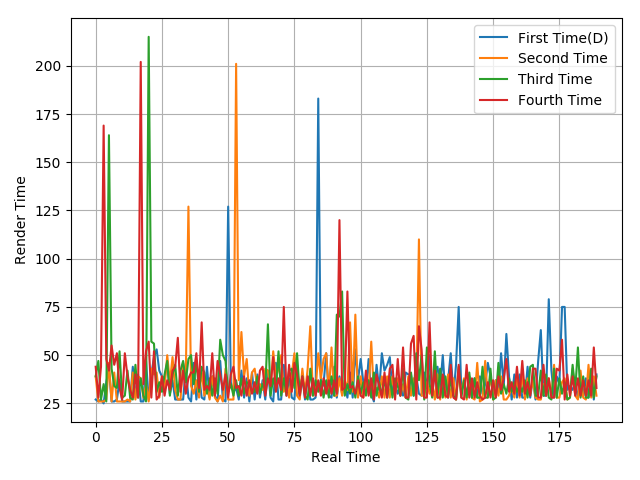 First Time(D)
Second Time
Third Time
Fourth Time
Render Time
200
175
150
125
100
75
50
25
0 25 50 75 100 125 150 175
Real Time